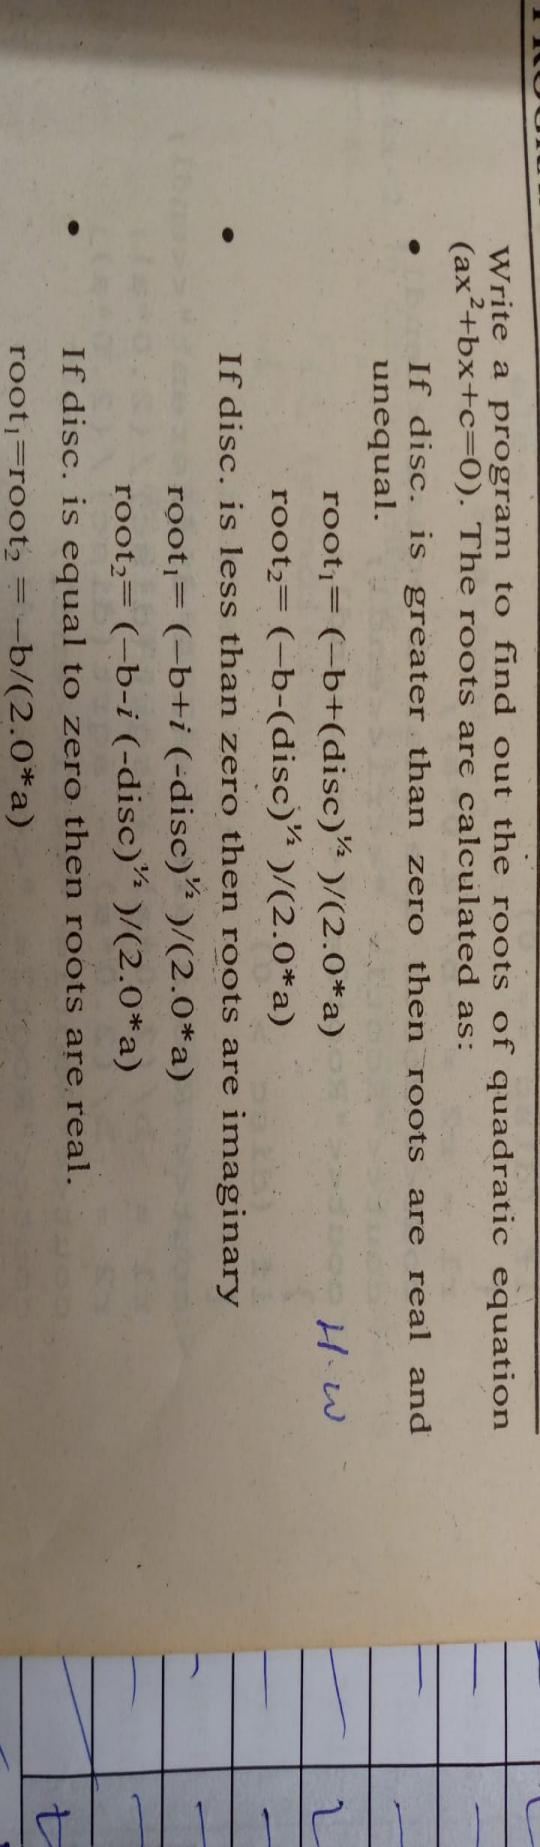 Write a program to find out the roots of quadratic equation
(ax²+bx+c=0). The roots are calculated as:
• If disc. is greater than zero then roots are real and
unequal.
root₁= (–b+(disc)^½ )/(2.0*a)
H.W
root₂= (–b-(disc)^½ )/(2.0*a)
• If disc. is less than zero then roots are imaginary
root₁= (–b+i (-disc)^½ )/(2.0*a)
root₂= (–b-i (-disc)^½ )/(2.0*a)
• If disc. is equal to zero then roots are real.
root₁=root₂ = –b/(2.0*a)